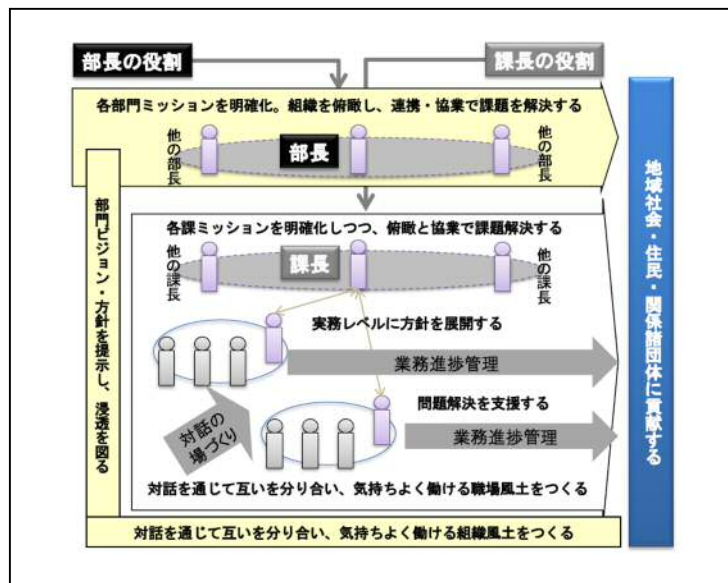 部長の役割
課長の役割
各部門ミッションを明確化。組織を俯瞰し、連携・協業で課題を解決する
他の部長
部長
他の部長
各課ミッションを明確化しつつ、俯瞰と協業で課題解決する
他の課長
課長
他の課長
実務レベルに方針を展開する
業務進捗管理
問題解決を支援する
対話の
場づくり
業務進捗管理
対話を通じて互いを分り合い、気持ちよく働ける職場風土をつくる
対話を通じて互いを分り合い、気持ちよく働ける組織風土をつくる
部門ビジョン・方針を提示し、浸透を図る
地域社会・住民・関係諸団体に貢献する